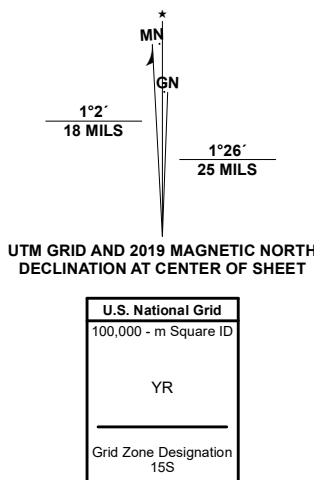 ★
MN
GN
1°2´
18 MILS
1°26´
25 MILS
UTM GRID AND 2019 MAGNETIC NORTH
DECLINATION AT CENTER OF SHEET
U.S. National Grid
100,000 - m Square ID
YR
Grid Zone Designation
15S